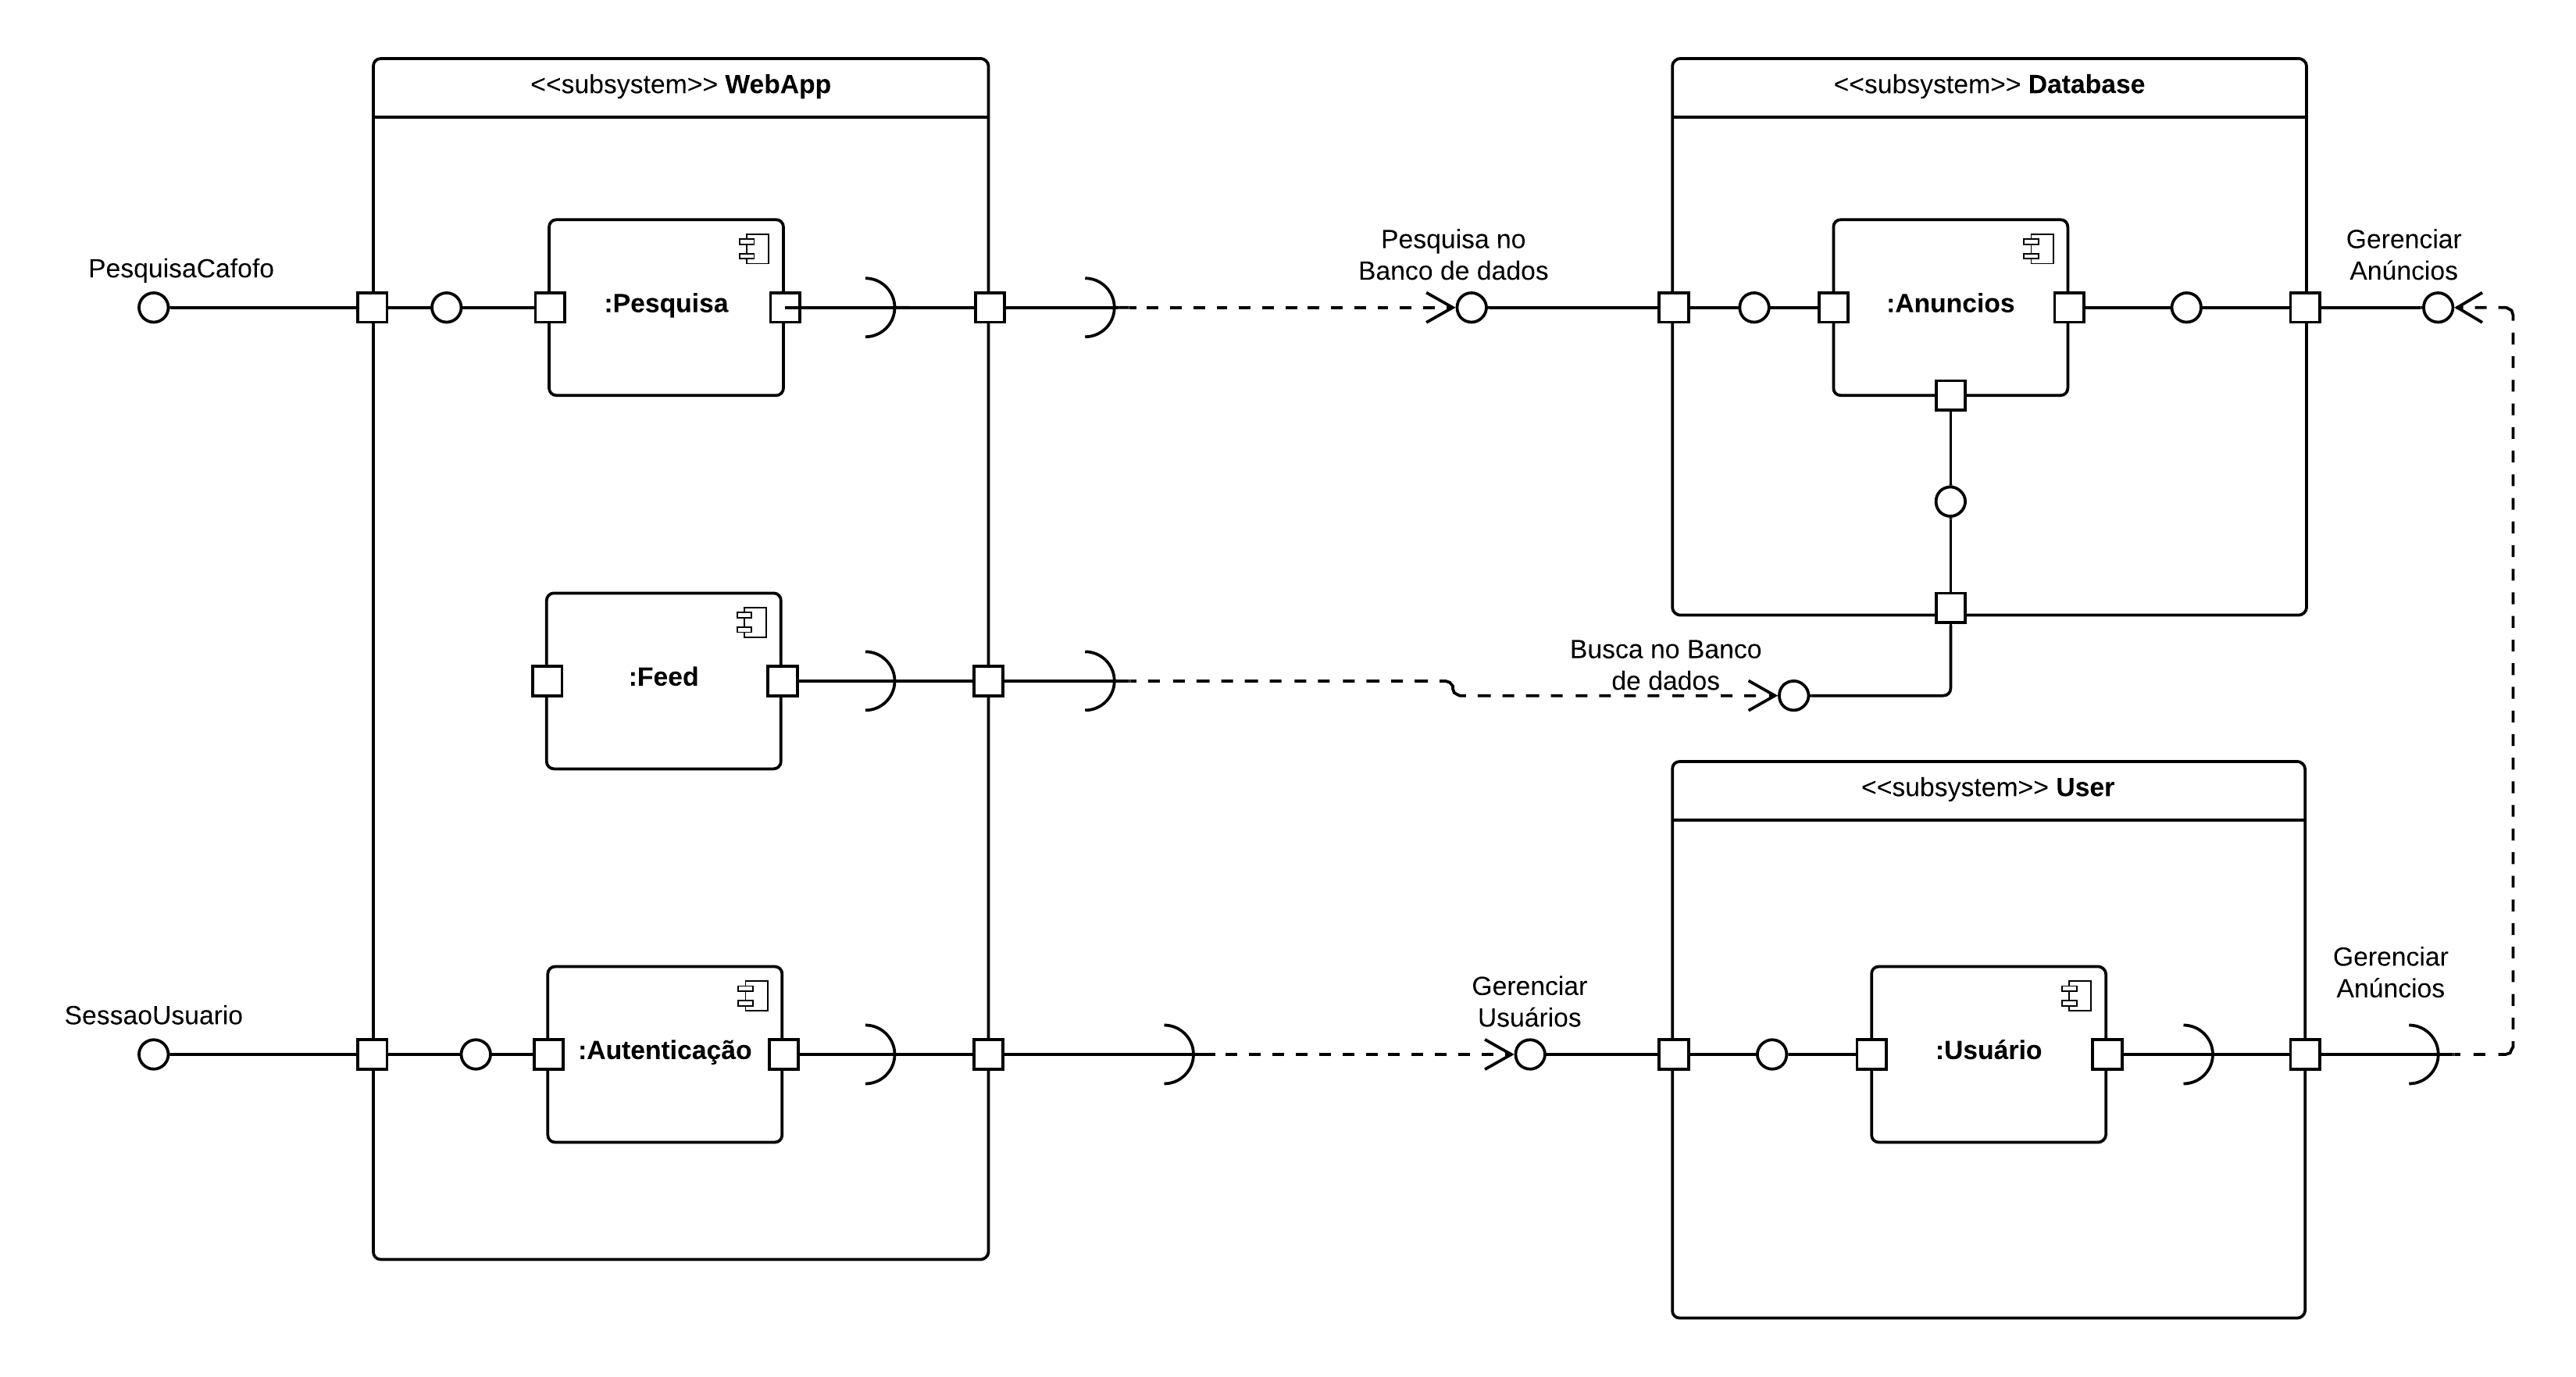 <<subsystem>> WebApp
<<subsystem>> Database
PesquisaCafofo
:Pesquisa
Pesquisa no
Banco de dados
:Anuncios
Gerenciar
Anúncios
:Feed
Busca no Banco
de dados
<<subsystem>> User
SessaoUsuario
:Autenticação
Gerenciar
Usuários
:Usuário
Gerenciar
Anúncios